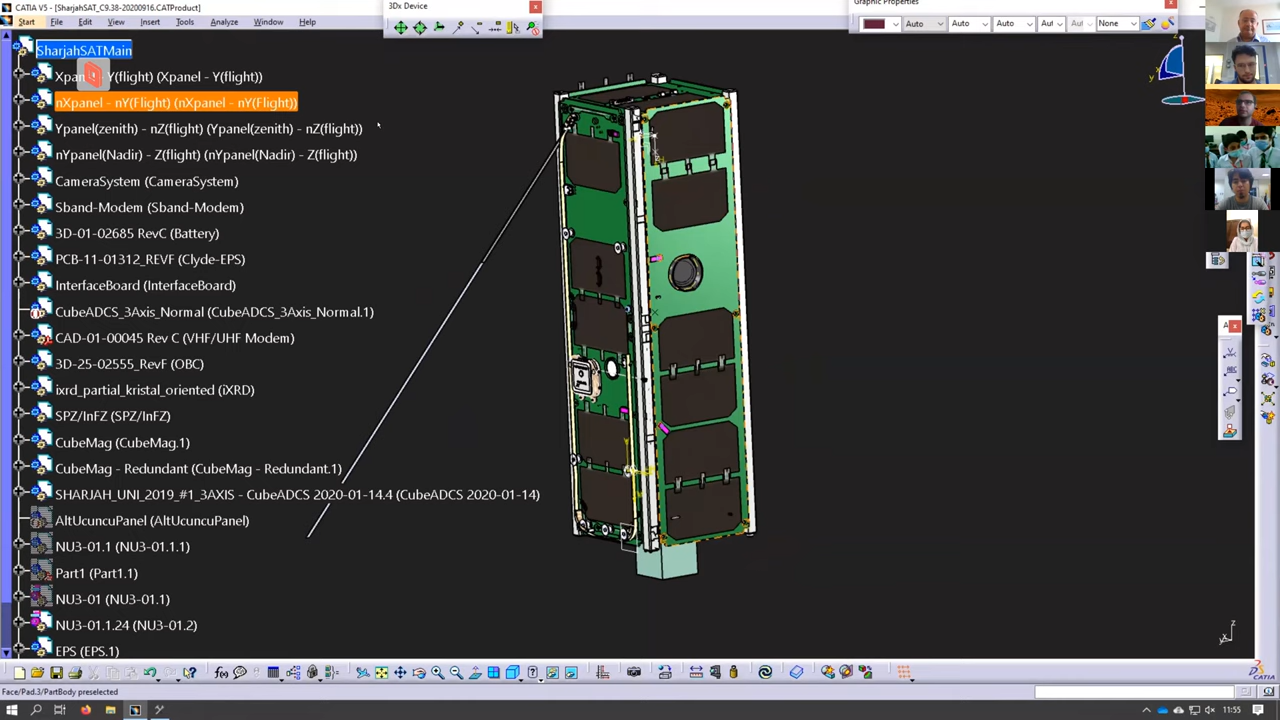 CATIA V5 - [SharjahSAT_C9.38-20200916.CATProduct]
3Dx Device
Graphic Properties
Start File Edit View Insert Tools Analyze Window Help
Auto Auto Auto Aut Au None
SharjahSATMain
Xpan Y(flight) (Xpanel - Y(flight))
nXpanel - nY(Flight) (nXpanel - nY(Flight))
Ypanel(zenith) - nZ(flight) (Ypanel(zenith) - nZ(flight))
nYpanel(Nadir) - Z(flight) (nYpanel(Nadir) - Z(flight))
CameraSystem (CameraSystem)
Sband-Modem (Sband-Modem)
3D-01-02685 RevC (Battery)
PCB-11-01312_REVF (Clyde-EPS)
InterfaceBoard (InterfaceBoard)
CubeADCS_3Axis_Normal (CubeADCS_3Axis_Normal.1)
CAD-01-00045 Rev C (VHF/UHF Modem)
3D-25-02555_RevF (OBC)
ixrd_partial_kristal_oriented (iXRD)
SPZ/InFZ (SPZ/InFZ)
CubeMag (CubeMag.1)
CubeMag - Redundant (CubeMag - Redundant.1)
SHARJAH_UNI_2019_#1_3AXIS - CubeADCS 2020-01-14.4 (CubeADCS 2020-01-14)
AltUcuncuPanel (AltUcuncuPanel)
NU3-01.1 (NU3-01.1.1)
Part1 (Part1.1)
NU3-01 (NU3-01.1)
NU3-01.1.24 (NU3-01.2)
EPS (EPS.1)
z
y
z
x
f(x)
CATIA
Face/Pad.3/PartBody preselected
11:55